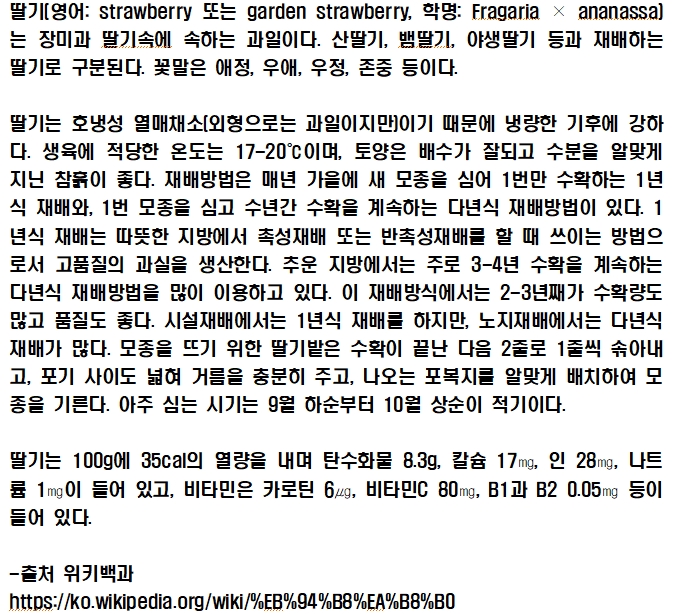 딸기(영어: strawberry 또는 garden strawberry, 학명: Fragaria × ananassa)
는 장미과 딸기속에 속하는 과일이다. 산딸기, 뱀딸기, 야생딸기 등과 재배하는
딸기로 구분된다. 꽃말은 애정, 우애, 우정, 존중 등이다.
딸기는 호냉성 열매채소(외형으로는 과일이지만)이기 때문에 냉량한 기후에 강하
다. 생육에 적당한 온도는 17-20℃이며, 토양은 배수가 잘되고 수분을 알맞게
지닌 참흙이 좋다. 재배방법은 매년 가을에 새 모종을 심어 1번만 수확하는 1년
식 재배와, 1번 모종을 심고 수년간 수확을 계속하는 다년식 재배방법이 있다. 1
년식 재배는 따뜻한 지방에서 촉성재배 또는 반촉성재배를 할 때 쓰이는 방법으
로서 고품질의 과실을 생산한다. 추운 지방에서는 주로 3-4년 수확을 계속하는
다년식 재배방법을 많이 이용하고 있다. 이 재배방식에서는 2-3년째가 수확량도
많고 품질도 좋다. 시설재배에서는 1년식 재배를 하지만, 노지재배에서는 다년식
재배가 많다. 모종을 뜨기 위한 딸기밭은 수확이 끝난 다음 2줄로 1줄씩 솎아내
고, 포기 사이도 넓혀 거름을 충분히 주고, 나오는 포복지를 알맞게 배치하여 모
종을 기른다. 아주 심는 시기는 9월 하순부터 10월 상순이 적기이다.
딸기는 100g에 35cal의 열량을 내며 탄수화물 8.3g, 칼슘 17㎎, 인 28㎎, 나트
륨 1㎎이 들어 있고, 비타민은 카로틴 6㎍, 비타민C 80㎎, B1과 B2 0.05㎎ 등이
들어 있다.
-출처 위키백과
https://ko.wikipedia.org/wiki/%EB%94%B8%EA%B8%B0